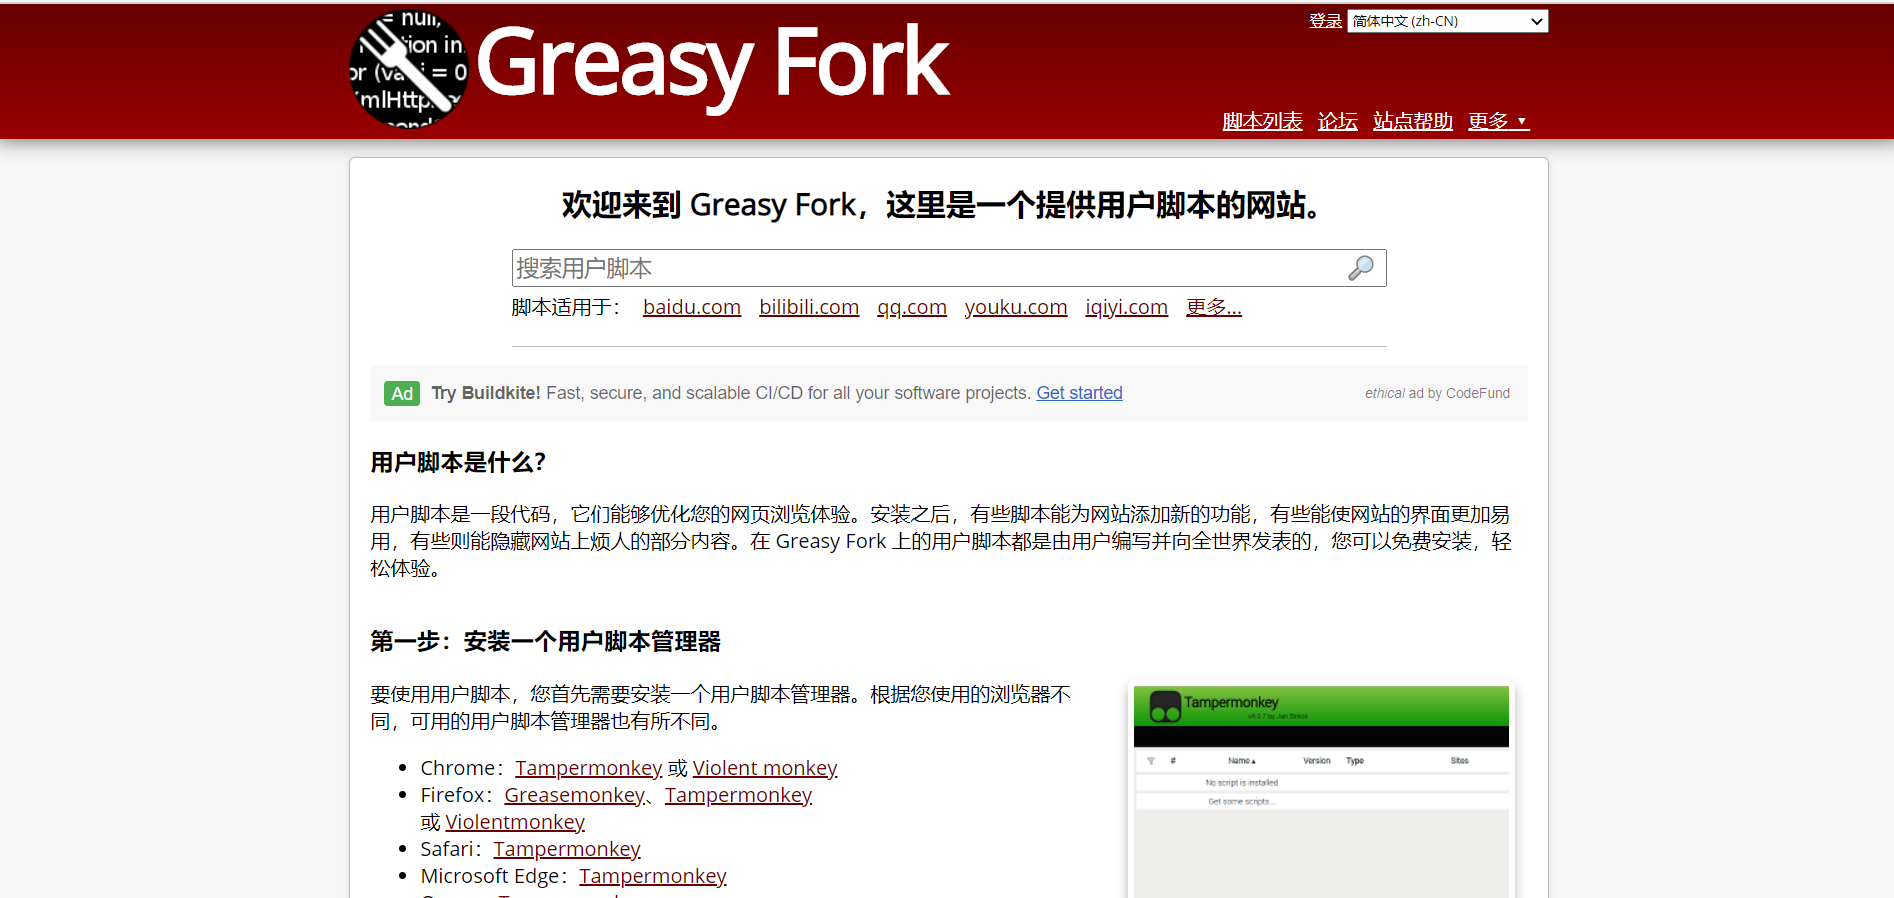 = null,
ction in
or (va i = 0
XmlHttp
Greasy Fork
登录 简体中文 (zh-CN)
脚本列表 论坛 站点帮助 更多 ▼
欢迎来到 Greasy Fork，这里是一个提供用户脚本的网站。
搜索用户脚本
脚本适用于： baidu.com bilibili.com qq.com youku.com iqiyi.com 更多...
Ad Try Buildkite! Fast, secure, and scalable CI/CD for all your software projects. Get started ethical ad by CodeFund
用户脚本是什么？
用户脚本是一段代码，它们能够优化您的网页浏览体验。安装之后，有些脚本能为网站添加新的功能，有些能使网站的界面更加易
用，有些则能隐藏网站上烦人的部分内容。在 Greasy Fork 上的用户脚本都是由用户编写并向全世界发表的，您可以免费安装，轻
松体验。
第一步：安装一个用户脚本管理器
要使用用户脚本，您首先需要安装一个用户脚本管理器。根据您使用的浏览器不
同，可用的用户脚本管理器也有所不同。
Chrome：Tampermonkey 或 Violent monkey
Firefox：Greasemonkey、Tampermonkey
或 Violentmonkey
Safari：Tampermonkey
Microsoft Edge：Tampermonkey
Tampermonkey
v4.2.7 by Jan Biniok
# Name ▴ Version Type Sites
No script is installed
Get some scripts...